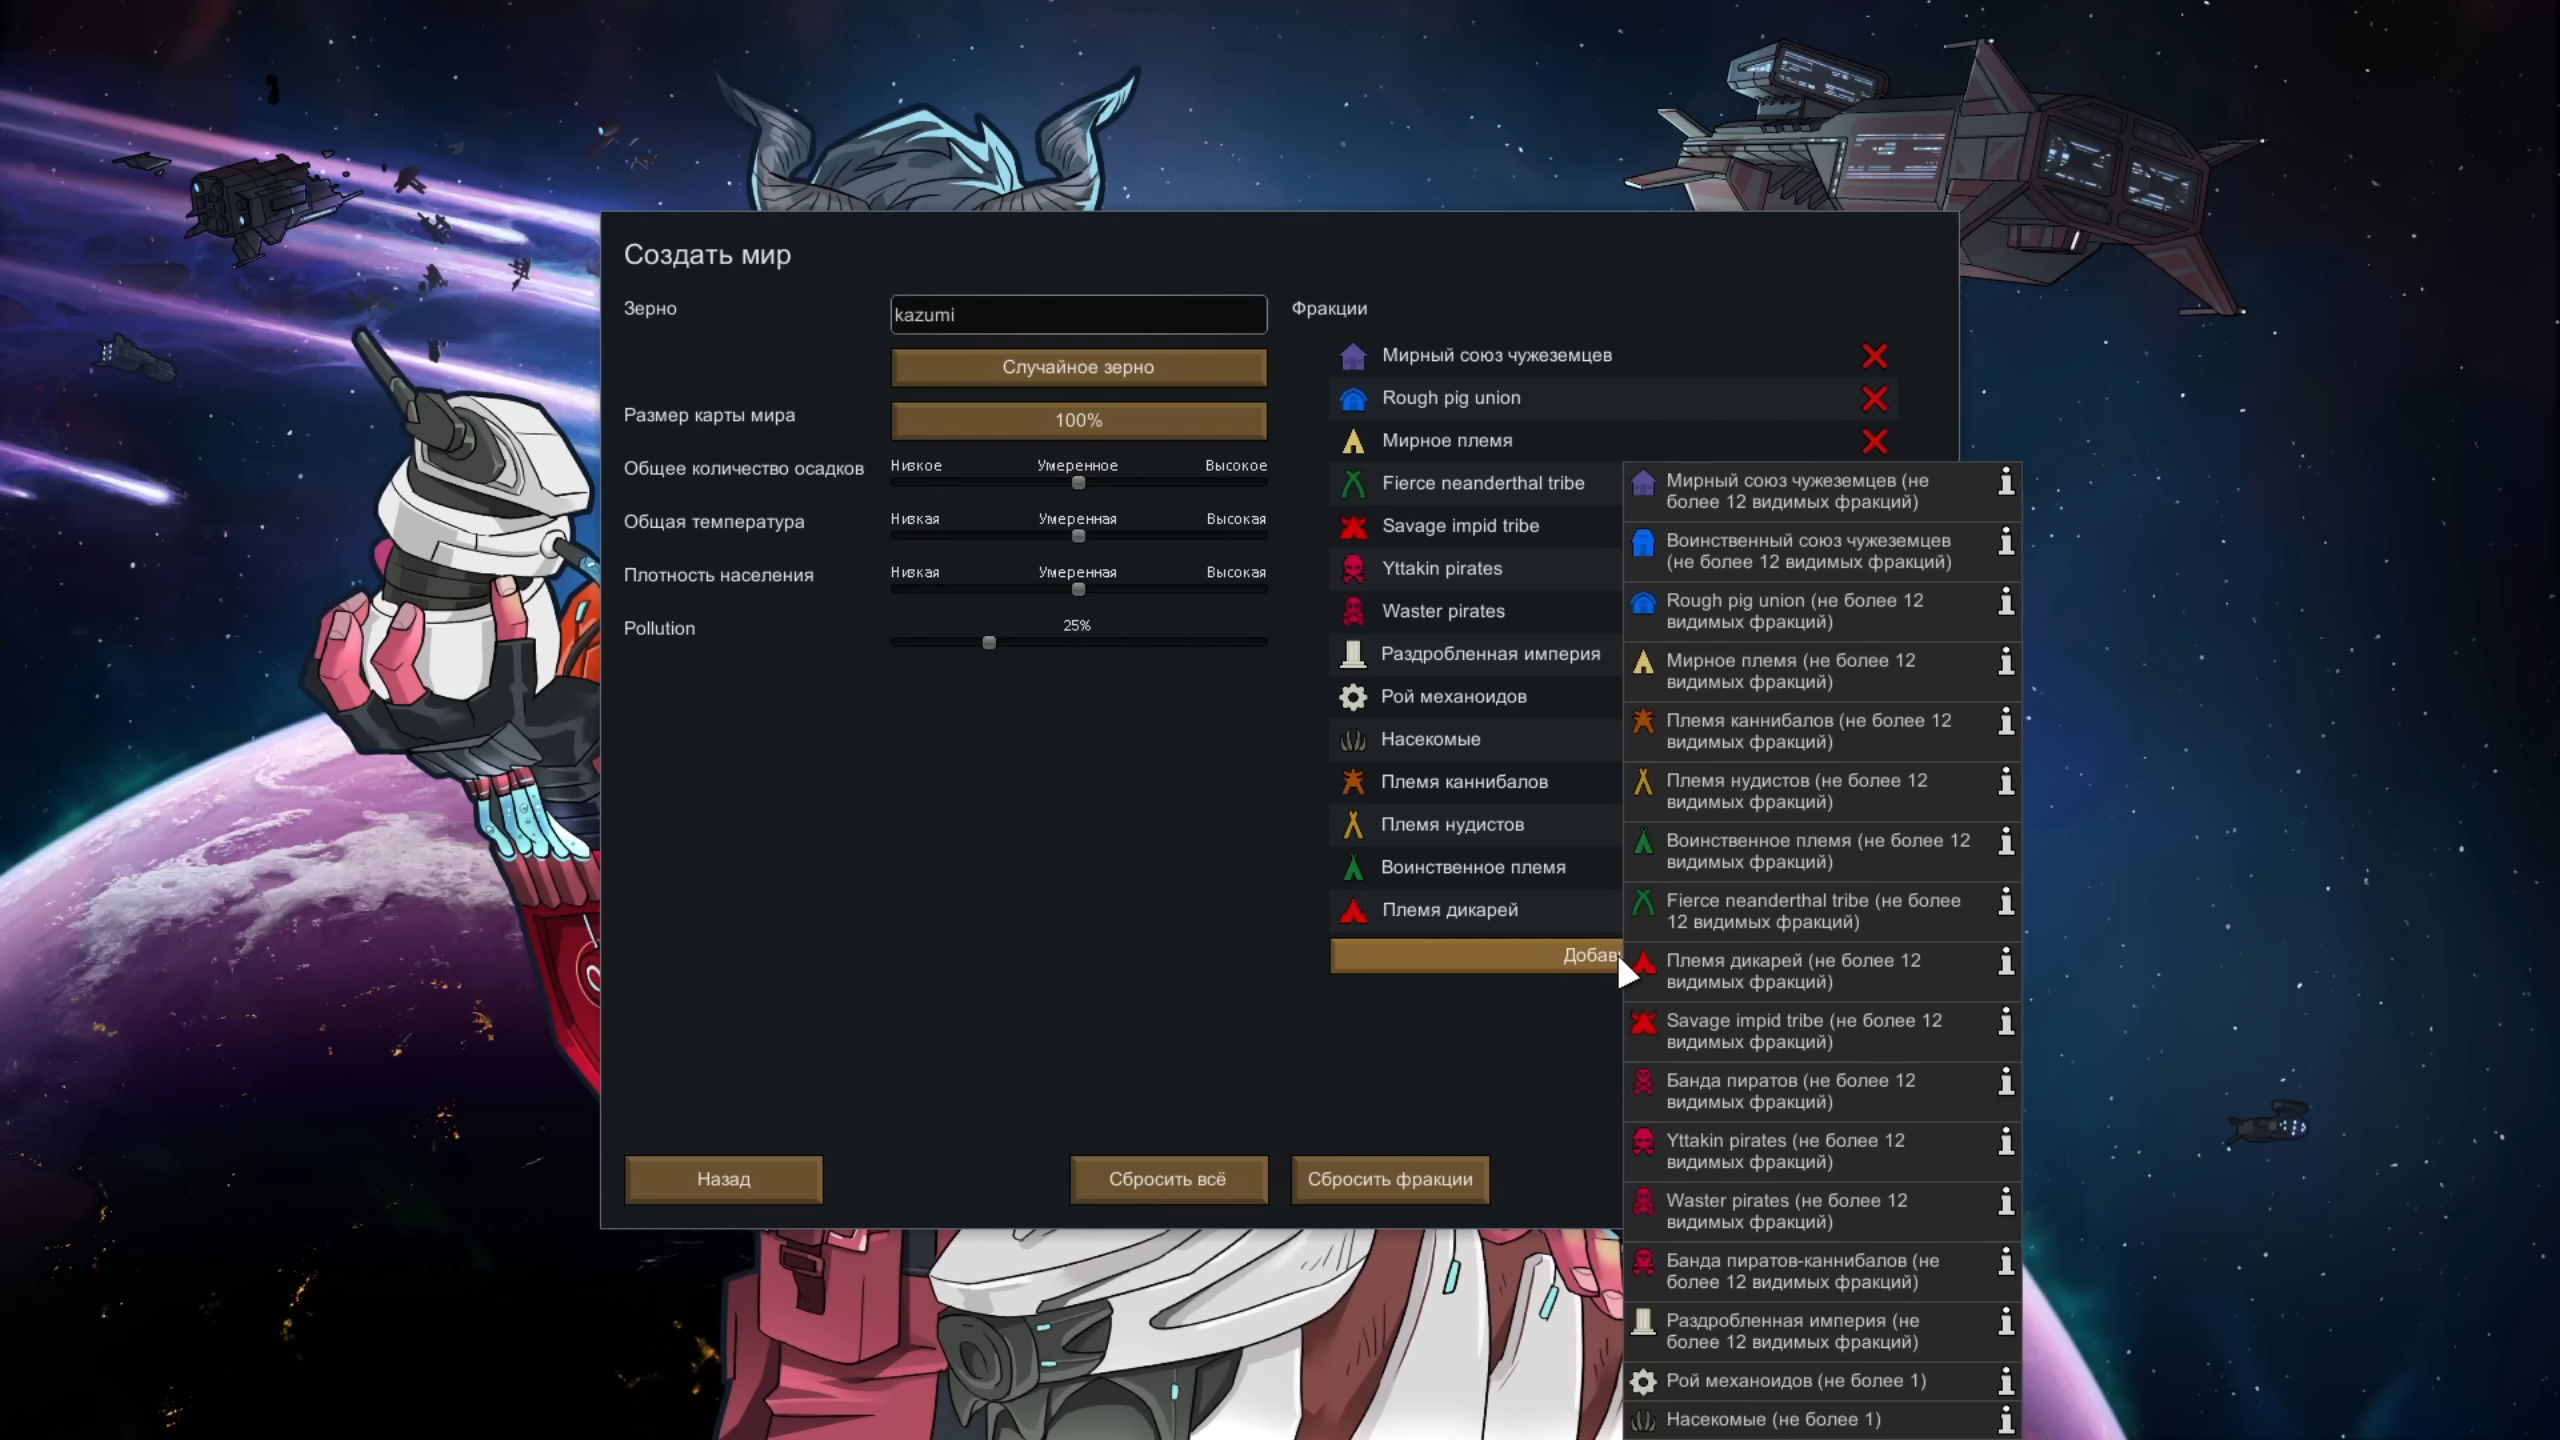 Создать мир
Зерно
kazumi
Случайное зерно
Размер карты мира
100%
Общее количество осадков
Низкое Умеренное Высокое
Общая температура
Низкая Умеренная Высокая
Плотность населения
Низкая Умеренная Высокая
Pollution
25%
Фракции
Мирный союз чужеземцев
Rough pig union
Мирное племя
Fierce neanderthal tribe
Savage impid tribe
Yttakin pirates
Waster pirates
Раздробленная империя
Рой механоидов
Насекомые
Племя каннибалов
Племя нудистов
Воинственное племя
Племя дикарей
Мирный союз чужеземцев (не
более 12 видимых фракций)
Воинственный союз чужеземцев
(не более 12 видимых фракций)
Rough pig union (не более 12
видимых фракций)
Мирное племя (не более 12
видимых фракций)
Племя каннибалов (не более 12
видимых фракций)
Племя нудистов (не более 12
видимых фракций)
Воинственное племя (не более 12
видимых фракций)
Fierce neanderthal tribe (не более
12 видимых фракций)
Племя дикарей (не более 12
видимых фракций)
Savage impid tribe (не более 12
видимых фракций)
Банда пиратов (не более 12
видимых фракций)
Yttakin pirates (не более 12
видимых фракций)
Waster pirates (не более 12
видимых фракций)
Банда пиратов-каннибалов (не
более 12 видимых фракций)
Раздробленная империя (не
более 12 видимых фракций)
Рой механоидов (не более 1)
Насекомые (не более 1)
Назад
Сбросить всё
Сбросить фракции